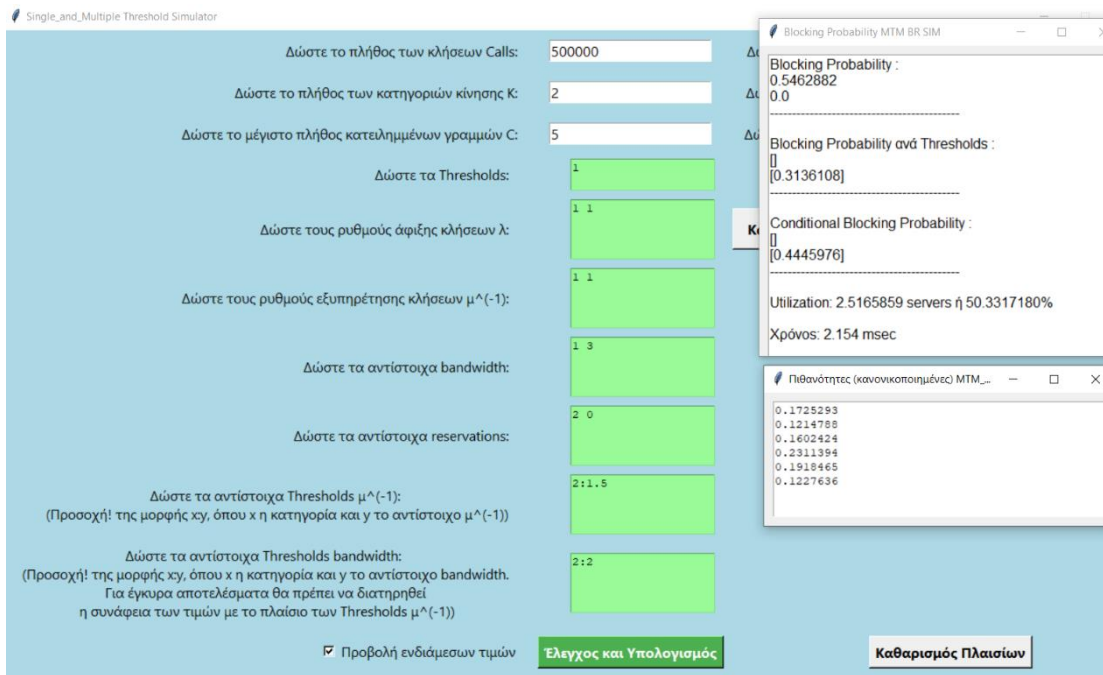 Single_and_Multiple Threshold Simulator
Δώστε το πλήθος των κλήσεων Calls:
500000
Δώστε το πλήθος των κατηγοριών κίνησης K:
2
Δώστε το μέγιστο πλήθος κατειλημμένων γραμμών C:
5
Δώστε τα Thresholds:
1
Δώστε τους ρυθμούς άφιξης κλήσεων λ:
1 1
Δώστε τους ρυθμούς εξυπηρέτησης κλήσεων μ^(-1):
1 1
Δώστε τα αντίστοιχα bandwidth:
1 3
Δώστε τα αντίστοιχα reservations:
2 0
Δώστε τα αντίστοιχα Thresholds μ^(-1):
(Προσοχή! της μορφής x:y, όπου x η κατηγορία και y το αντίστοιχο μ^(-1))
2:1.5
Δώστε τα αντίστοιχα Thresholds bandwidth:
(Προσοχή! της μορφής x:y, όπου x η κατηγορία και y το αντίστοιχο bandwidth.
Για έγκυρα αποτελέσματα θα πρέπει να διατηρηθεί
η συνάφεια των τιμών με το πλαίσιο των Thresholds μ^(-1))
2:2
Προβολή ενδιάμεσων τιμών
Έλεγχος και Υπολογισμός
Καθαρισμός Πλαισίων
Blocking Probability MTM BR SIM
Blocking Probability :
0.5462882
0.0
------------------------------------------
Blocking Probability ανά Thresholds :
[]
[0.3136108]
------------------------------------------
Conditional Blocking Probability :
[]
[0.4445976]
------------------------------------------
Utilization: 2.5165859 servers ή 50.3317180%
Χρόνος: 2.154 msec
Πιθανότητες (κανονικοποιημένες) MTM_...
0.1725293
0.1214788
0.1602424
0.2311394
0.1918465
0.1227636